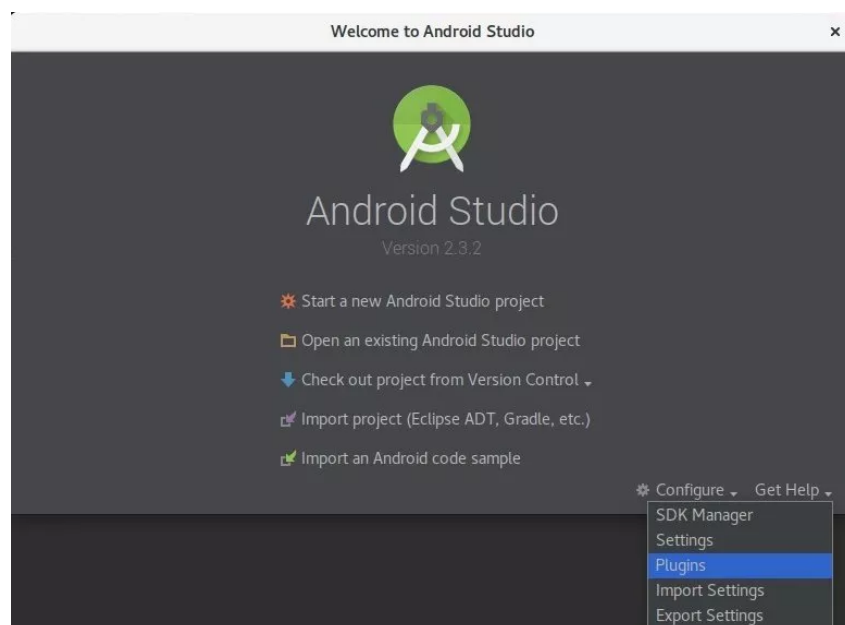 Welcome to Android Studio
Android Studio
Version 2.3.2
Start a new Android Studio project
Open an existing Android Studio project
Check out project from Version Control
Import project (Eclipse ADT, Gradle, etc.)
Import an Android code sample
Configure Get Help
SDK Manager
Settings
Plugins
Import Settings
Export Settings